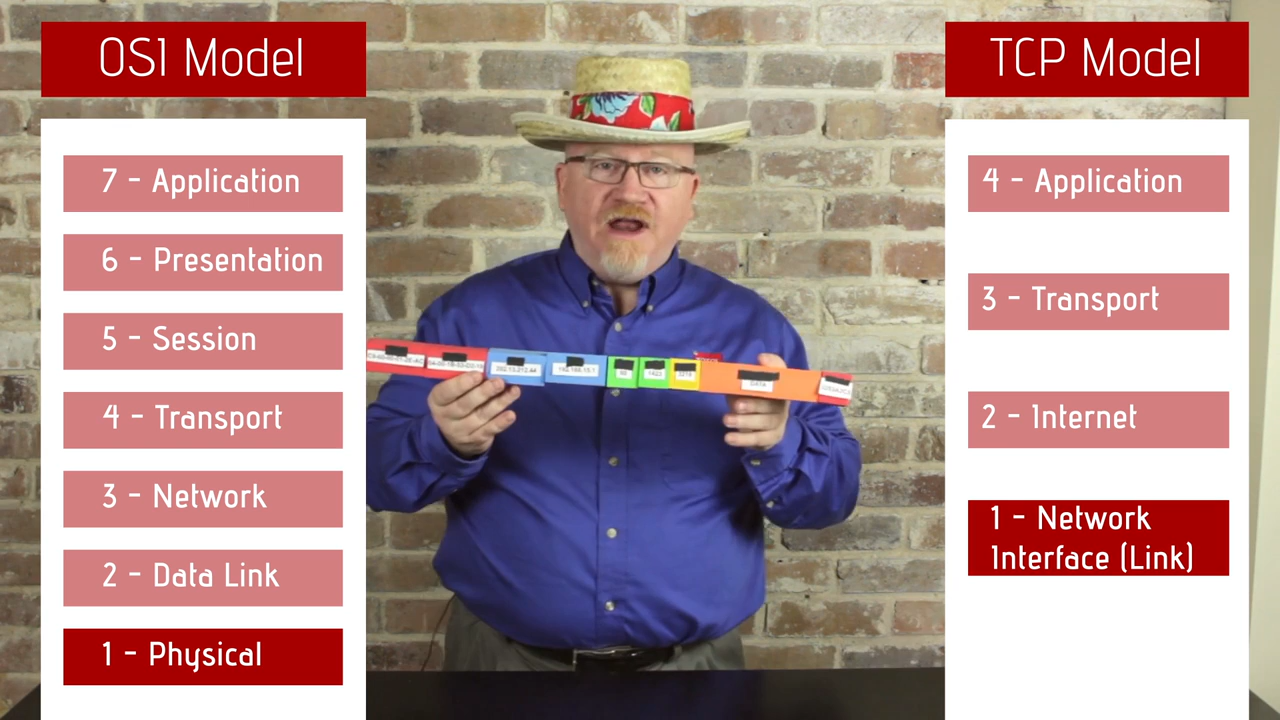 OSI Model
7 - Application
6 - Presentation
5 - Session
4 - Transport
3 - Network
2 - Data Link
1 - Physical
DATA
TCP Model
4 - Application
3 - Transport
2 - Internet
1 - Network
Interface (Link)